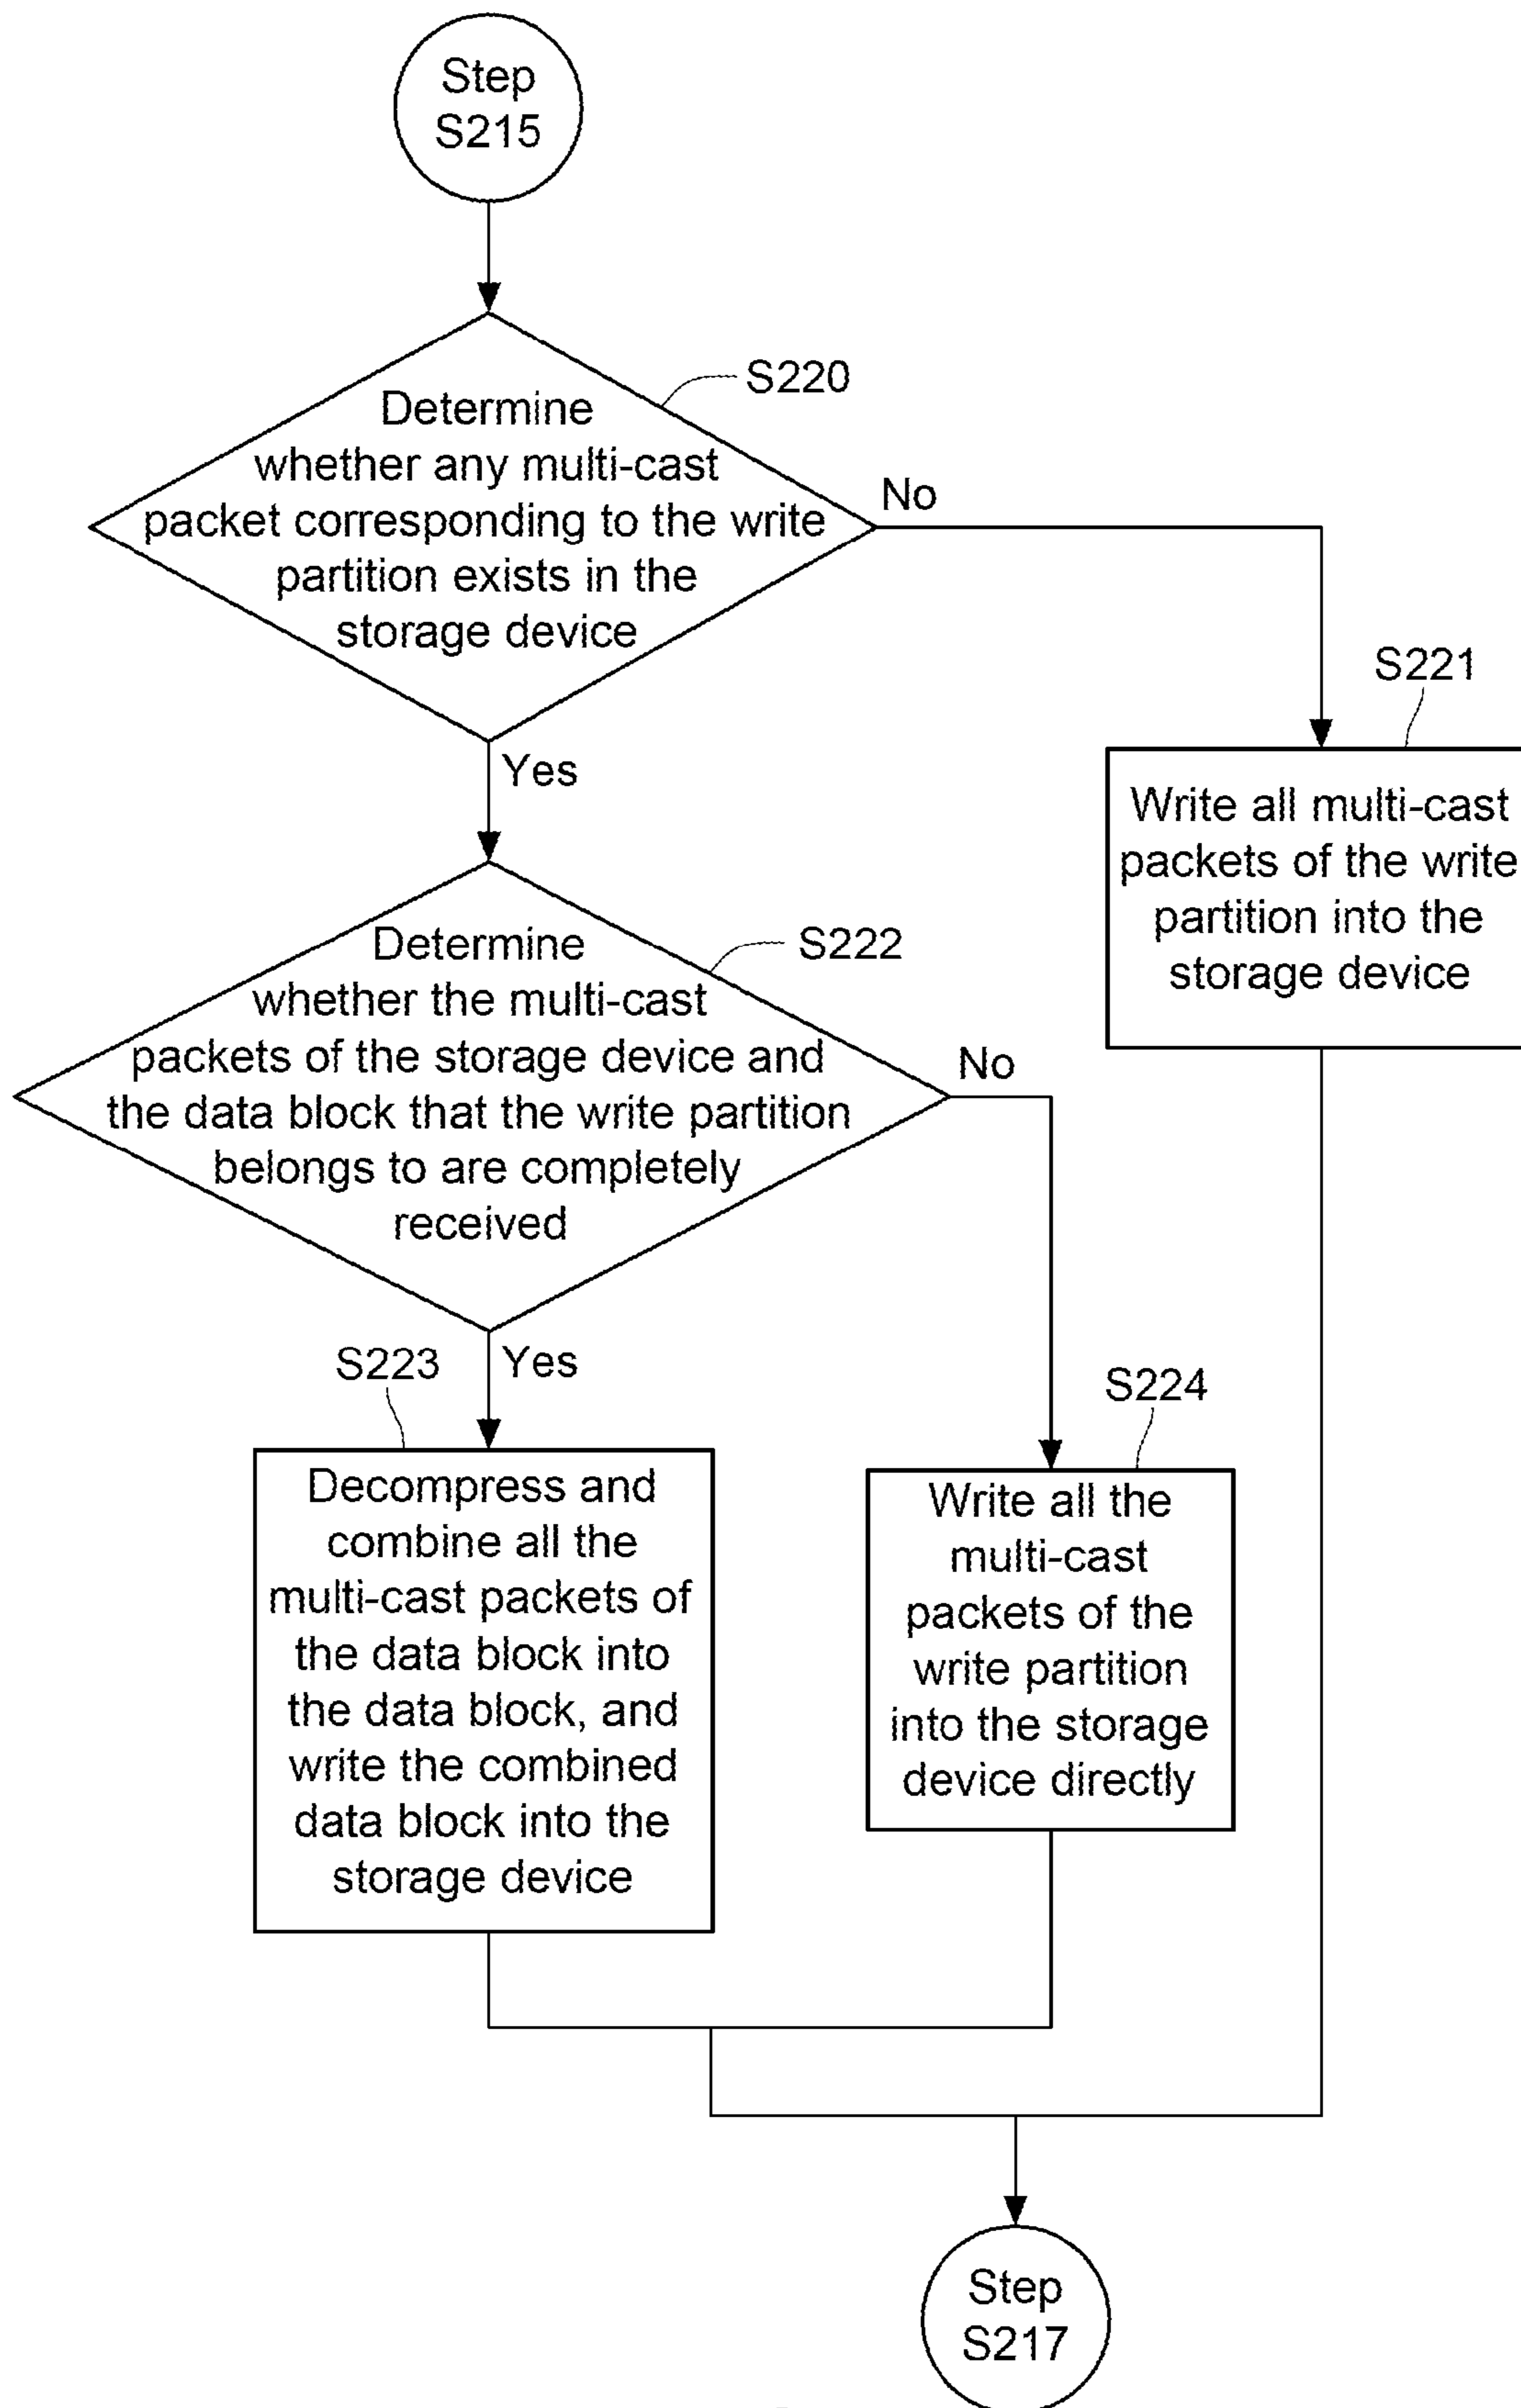 Step
S215
S220
Determine
whether any multi-cast
packet corresponding to the write
partition exists in the
storage device
No
Yes
S221
Write all multi-cast
packets of the write
partition into the
storage device
S222
Determine
whether the multi-cast
packets of the storage device and
the data block that the write partition
belongs to are completely
received
No
Yes
S223
Decompress and
combine all the
multi-cast packets of
the data block into
the data block, and
write the combined
data block into the
storage device
S224
Write all the
multi-cast
packets of the
write partition
into the storage
device directly
Step
S217